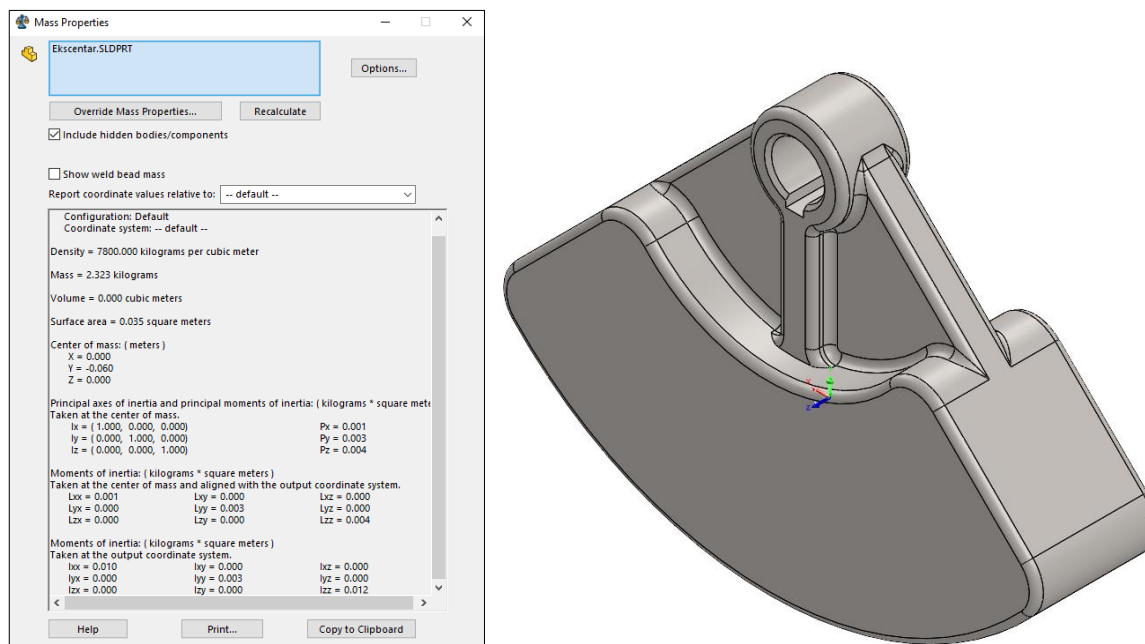 Mass Properties
Ekscentar.SLDPRT
Options...
Override Mass Properties...
Recalculate
Include hidden bodies/components
Show weld bead mass
Report coordinate values relative to: -- default --
Configuration: Default
Coordinate system: -- default --
Density = 7800.000 kilograms per cubic meter
Mass = 2.323 kilograms
Volume = 0.000 cubic meters
Surface area = 0.035 square meters
Center of mass: ( meters )
X = 0.000
Y = -0.060
Z = 0.000
Principal axes of inertia and principal moments of inertia: ( kilograms * square mete
Taken at the center of mass.
Ix = ( 1.000, 0.000, 0.000) Px = 0.001
Iy = ( 0.000, 1.000, 0.000) Py = 0.003
Iz = ( 0.000, 0.000, 1.000) Pz = 0.004
Moments of inertia: ( kilograms * square meters )
Taken at the center of mass and aligned with the output coordinate system.
Lxx = 0.001 Lxy = 0.000 Lxz = 0.000
Lyx = 0.000 Lyy = 0.003 Lyz = 0.000
Lzx = 0.000 Lzy = 0.000 Lzz = 0.004
Moments of inertia: ( kilograms * square meters )
Taken at the output coordinate system.
Ixx = 0.010 Ixy = 0.000 Ixz = 0.000
Iyx = 0.000 Iyy = 0.003 Iyz = 0.000
Izx = 0.000 Izy = 0.000 Izz = 0.012
Help
Print...
Copy to Clipboard